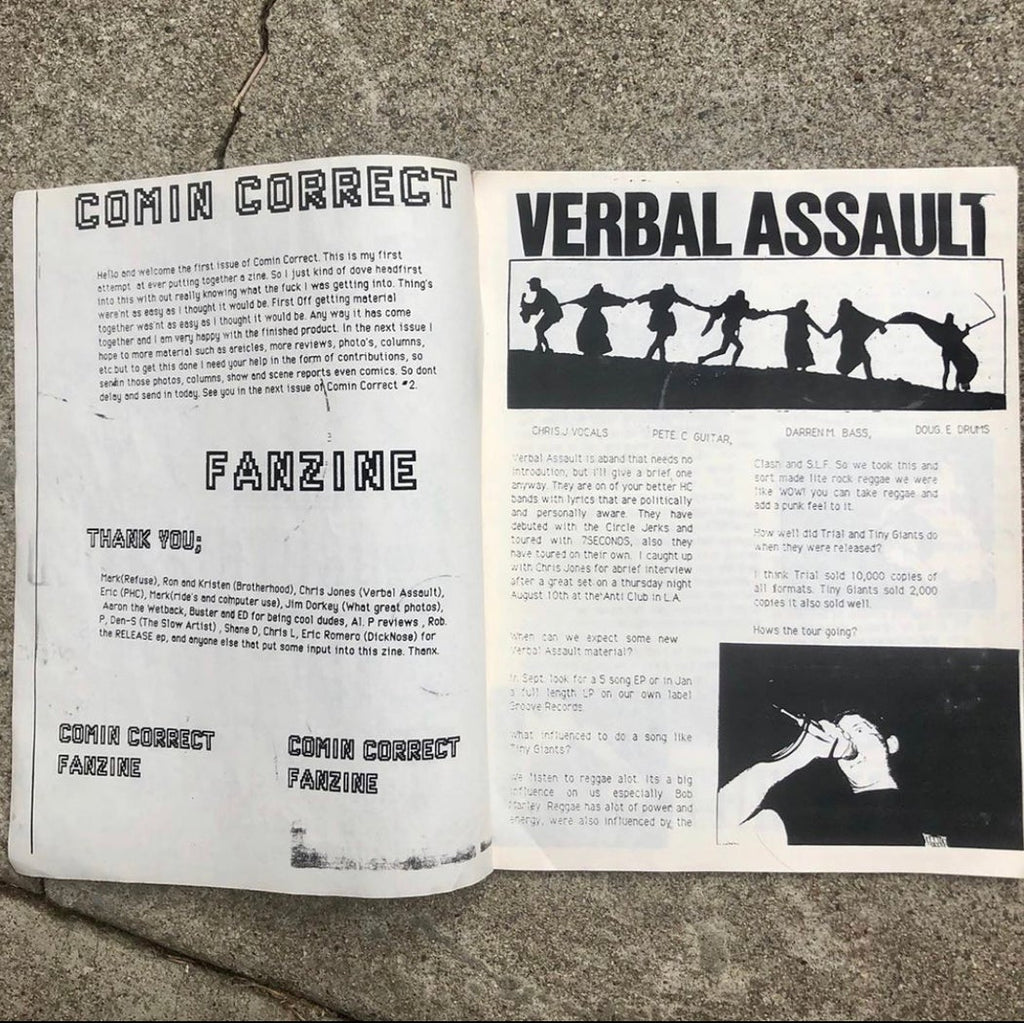 COMIN CORRECT
Hello and welcome the first issue of Comin Correct. This is my first
attempt at ever putting together a zine. So I just kind of dove headfirst
into this with out really knowing what the fuck I was getting into. Thing's
were'nt as easy as I thought it would be. First Off getting material
together was'nt as easy as I thought it would be. Any way it has come
together and I am very happy with the finished product. In the next issue I
hope to more material such as areicles, more reviews, photo's, columns,
etc but to get this done I need your help in the form of contributions, so
send in those photos, columns, show and scene reports even comics. So dont
delay and send in today. See you in the next issue of Comin Correct #2.
3
FANZINE
THANK YOU;
Mark(Refuse), Ron and Kristen (Brotherhood), Chris Jones (Verbal Assault),
Eric (PHC), Mark(ride's and computer use), Jim Dorkey (What great photos),
Aaron the Wetback, Buster and ED for being cool dudes, Al. P reviews , Rob.
P, Den-S (The Slow Artist) , Shane D, Chris L, Eric Romero (DickNose) for
the RELEASE ep, and anyone else that put some input into this zine. Thanx.
COMIN CORRECT
FANZINE
COMIN CORRECT
FANZINE
VERBAL ASSAULT
CHRIS.J VOCALS PETE. C GUITAR, DARREN M. BASS, DOUG. E DRUMS
Verbal Assault is aband that needs no
introdution, but i'll give a brief one
anyway. They are on of your better HC
bands with lyrics that are politically
and personally aware. They have
debuted with the Circle Jerks and
toured with 7SECONDS, also they
have toured on their own. I caught up
with Chris Jones for abrief interview
after a great set on a thursday night
August 10th at the Anti Club in L.A.
When can we expect some new
Verbal Assault material?
In Sept. look for a 5 song EP or in Jan
a full length LP on our own label
Groove Records.
What influenced to do a song like
Tiny Giants?
We listen to reggae alot. Its a big
influence on us especially Bob
Marley. Reggae has alot of power and
energy, were also influenced by the
Clash and S.L.F. So we took this and
sort made lite rock reggae we were
like 'WOW' you can take reggae and
add a punk feel to it.
How well did Trial and Tiny Giants do
when they were released?
I think Trial sold 10,000 copies of
all formats. Tiny Giants sold 2,000
copies it also sold well.
Hows the tour going?